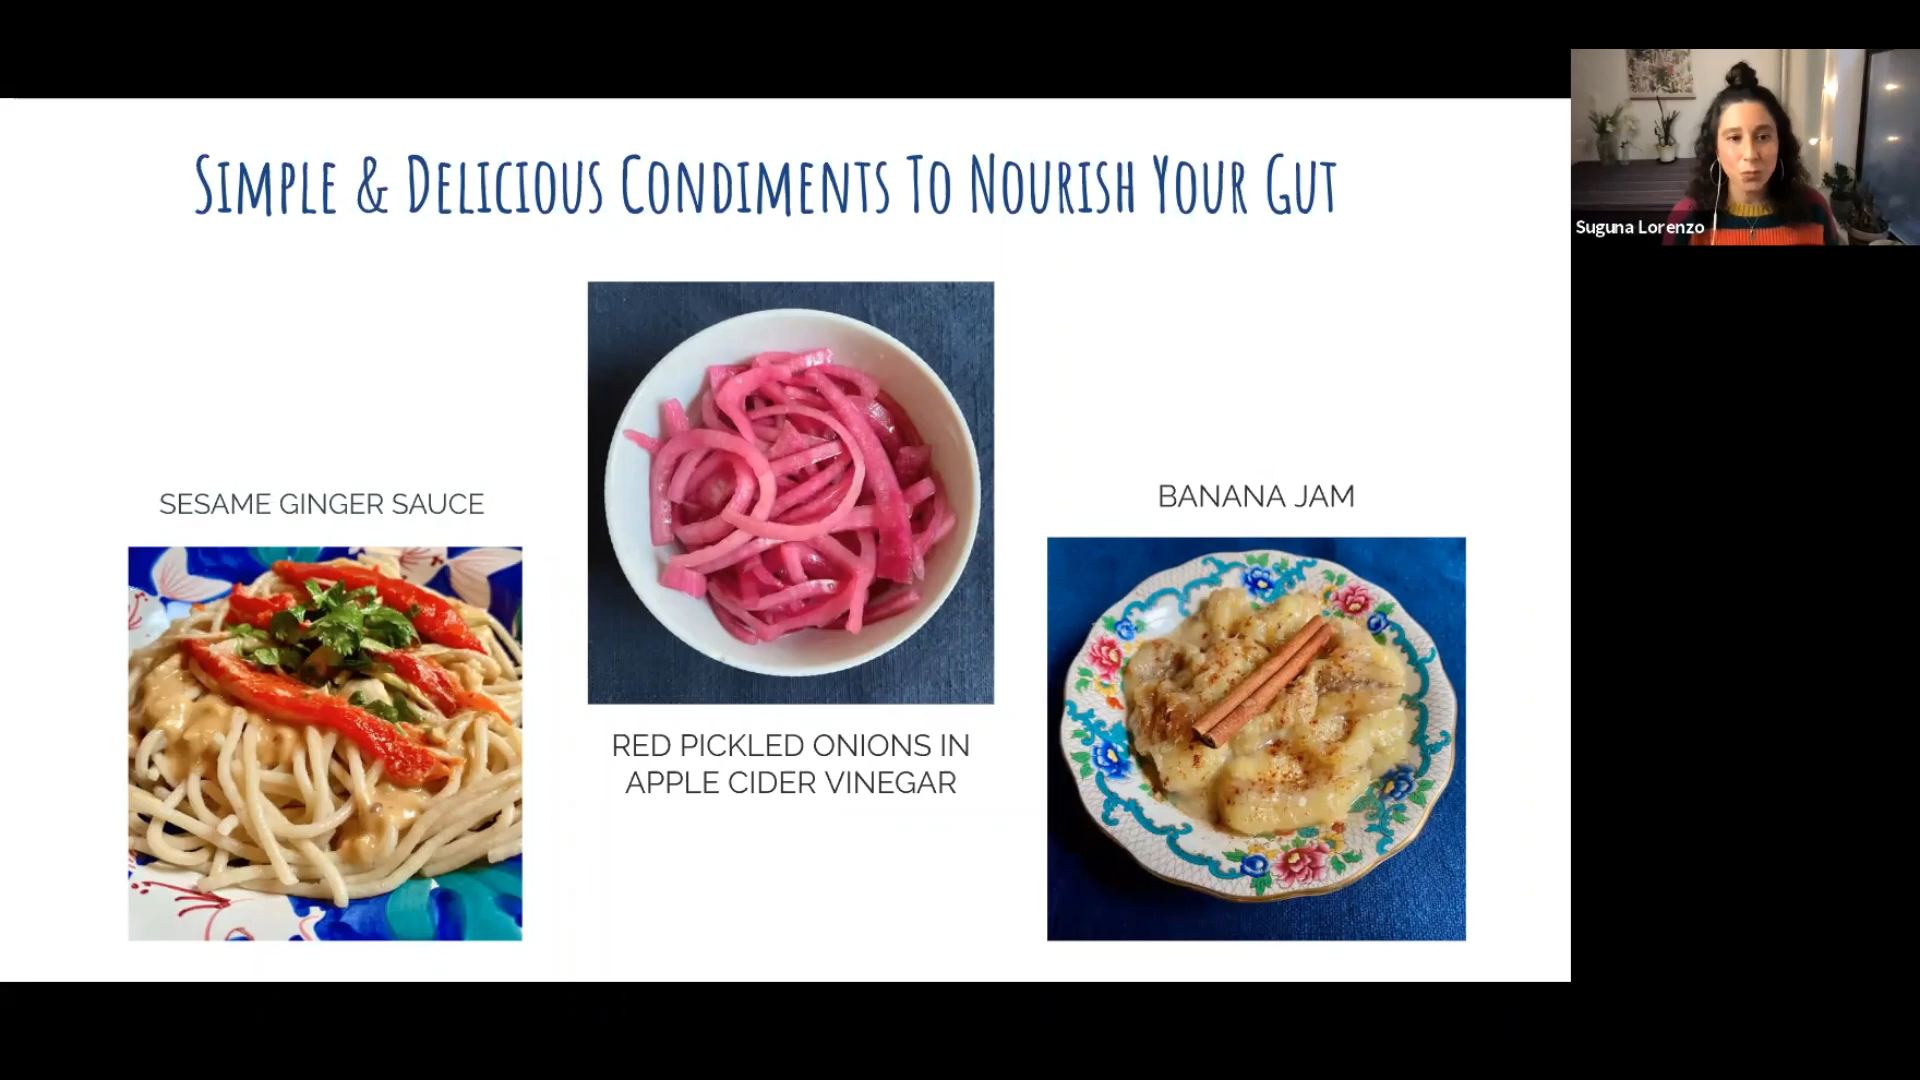 SIMPLE & DELICIOUS CONDIMENTS TO NOURISH YOUR GUT
Suguna Lorenzo
SESAME GINGER SAUCE
RED PICKLED ONIONS IN
APPLE CIDER VINEGAR
BANANA JAM